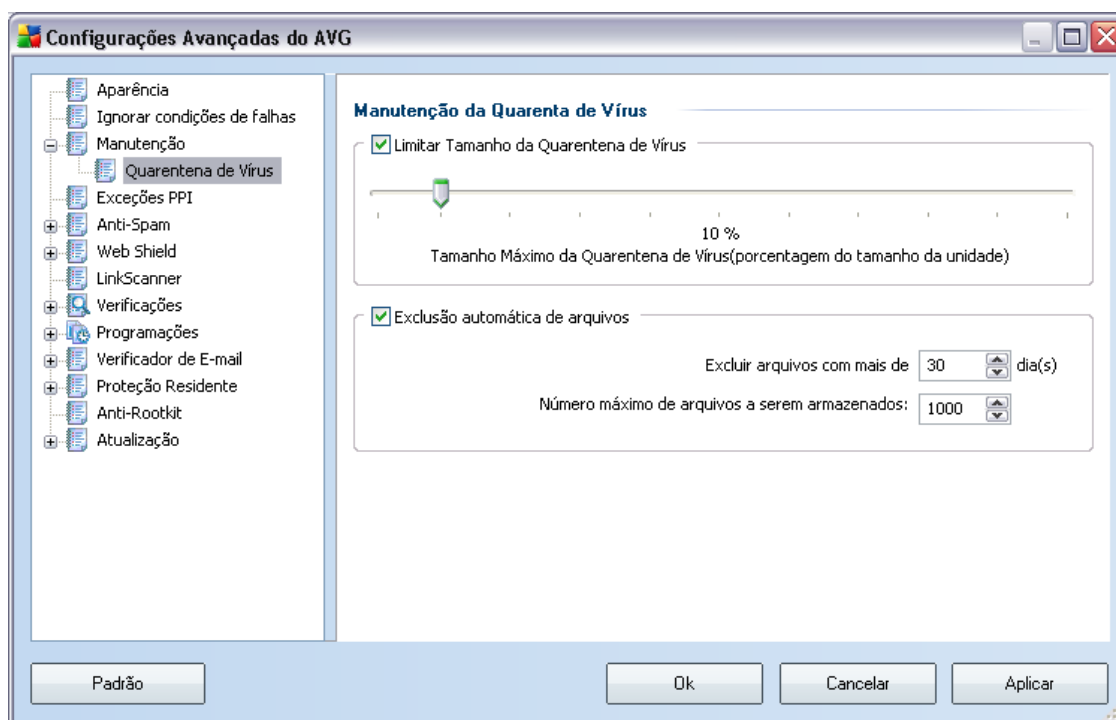 Configurações Avançadas do AVG
Aparência
Ignorar condições de falhas
Manutenção
Quarentena de Vírus
Exceções PPI
Anti-Spam
Web Shield
LinkScanner
Verificações
Programações
Verificador de E-mail
Proteção Residente
Anti-Rootkit
Atualização
Manutenção da Quarenta de Vírus
Limitar Tamanho da Quarentena de Vírus
10 %
Tamanho Máximo da Quarentena de Vírus(porcentagem do tamanho da unidade)
Exclusão automática de arquivos
Excluir arquivos com mais de 30 dia(s)
Número máximo de arquivos a serem armazenados: 1000
Padrão Ok Cancelar Aplicar